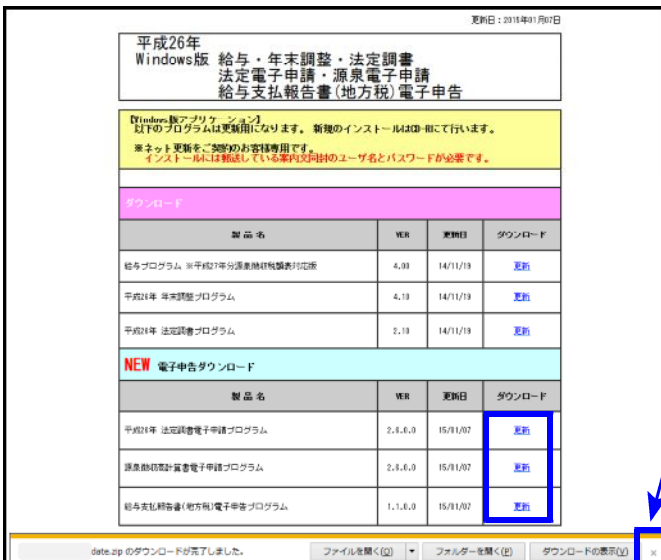 更新日：2015年01月07日
平成26年
Windows版 給与・年末調整・法定調書
法定電子申請・源泉電子申請
給与支払報告書(地方税)電子申告
【Windows版アプリケーション】
以下のプログラムは更新用になります。 新規のインストールはCD-Rにて行います。
※ネット更新をご契約のお客様専用です。
インストールには郵送している案内文同封のユーザ名とパスワードが必要です。
ダウンロード
製品名 VER 更新日 ダウンロード
給与プログラム ※平成27年分源泉徴収税額表対応版 4.00 14/11/19 更新
平成26年 年末調整プログラム 4.10 14/11/19 更新
平成26年 法定調書プログラム 2.10 14/11/19 更新
NEW 電子申告ダウンロード
製品名 VER 更新日 ダウンロード
平成26年 法定調書電子申請プログラム 2.8.0.0 15/01/07 更新
源泉徴収高計算書電子申請プログラム 2.8.0.0 15/01/07 更新
給与支払報告書(地方税)電子申告プログラム 1.1.0.0 15/01/07 更新
date.zip のダウンロードが完了しました。 ファイルを開く(O) ▼ フォルダーを開く(P) ダウンロードの表示(V) ×